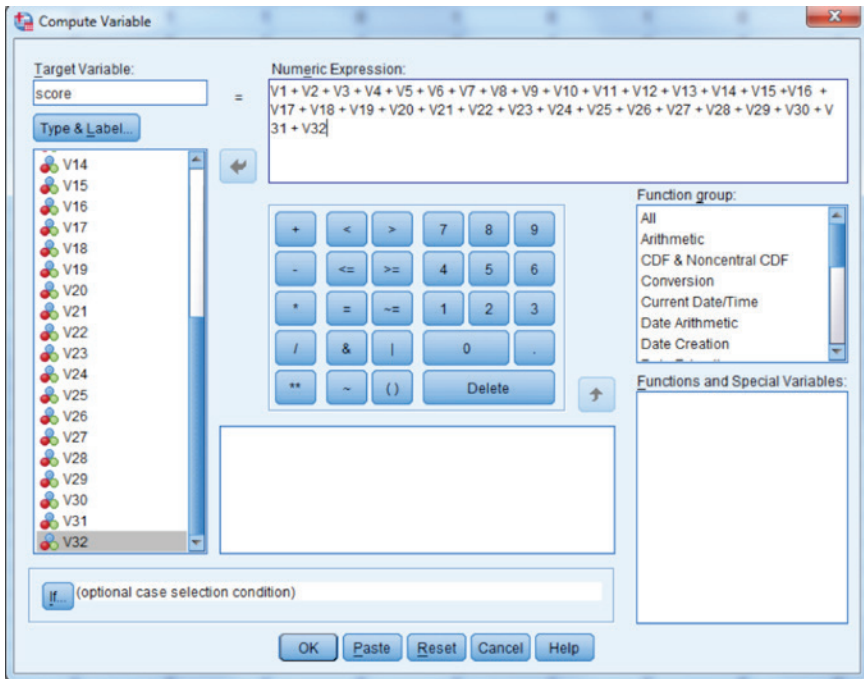 Compute Variable
Target Variable:
score
=
Numeric Expression:
V1 + V2 + V3 + V4 + V5 + V6 + V7 + V8 + V9 + V10 + V11 + V12 + V13 + V14 + V15 +V16 +
V17 + V18 + V19 + V20 + V21 + V22 + V23 + V24 + V25 + V26 + V27 + V28 + V29 + V30 + V
31 + V32
Type & Label...
V14
V15
V16
V17
V18
V19
V20
V21
V22
V23
V24
V25
V26
V27
V28
V29
V30
V31
V32
+ < > 7 8 9
- <= >= 4 5 6
* = ~= 1 2 3
/ & | 0 .
** ~ ( ) Delete
Function group:
All
Arithmetic
CDF & Noncentral CDF
Conversion
Current Date/Time
Date Arithmetic
Date Creation
Functions and Special Variables:
If... (optional case selection condition)
OK Paste Reset Cancel Help